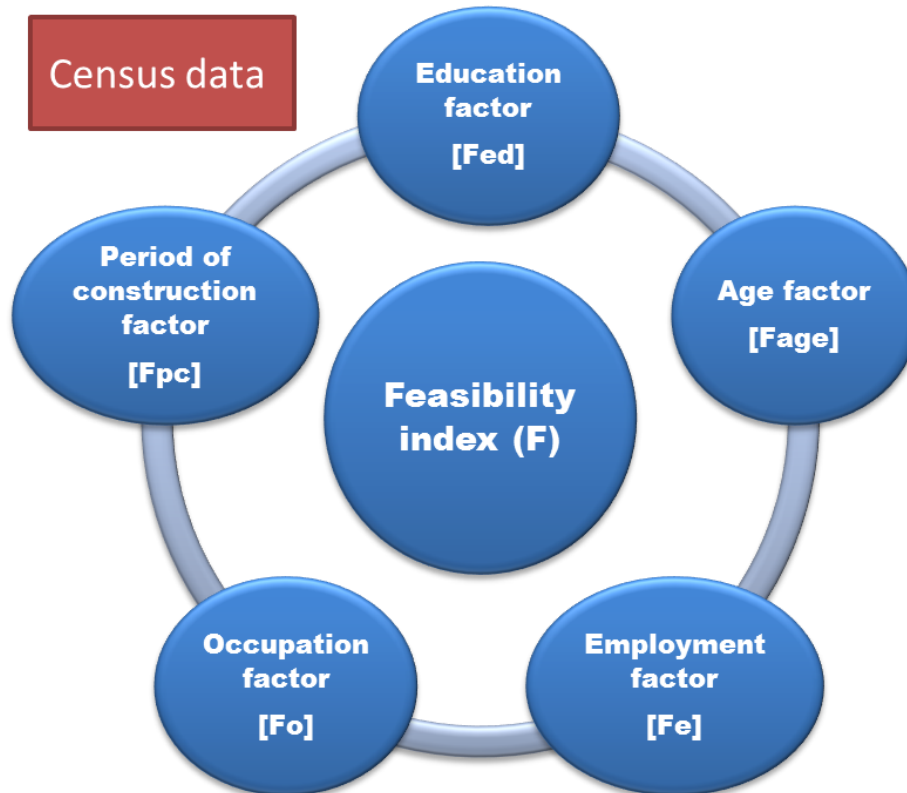 Census data
Education
factor
[Fed]
Period of
construction
factor
[Fpc]
Age factor
[Fage]
Feasibility
index (F)
Occupation
factor
[Fo]
Employment
factor
[Fe]